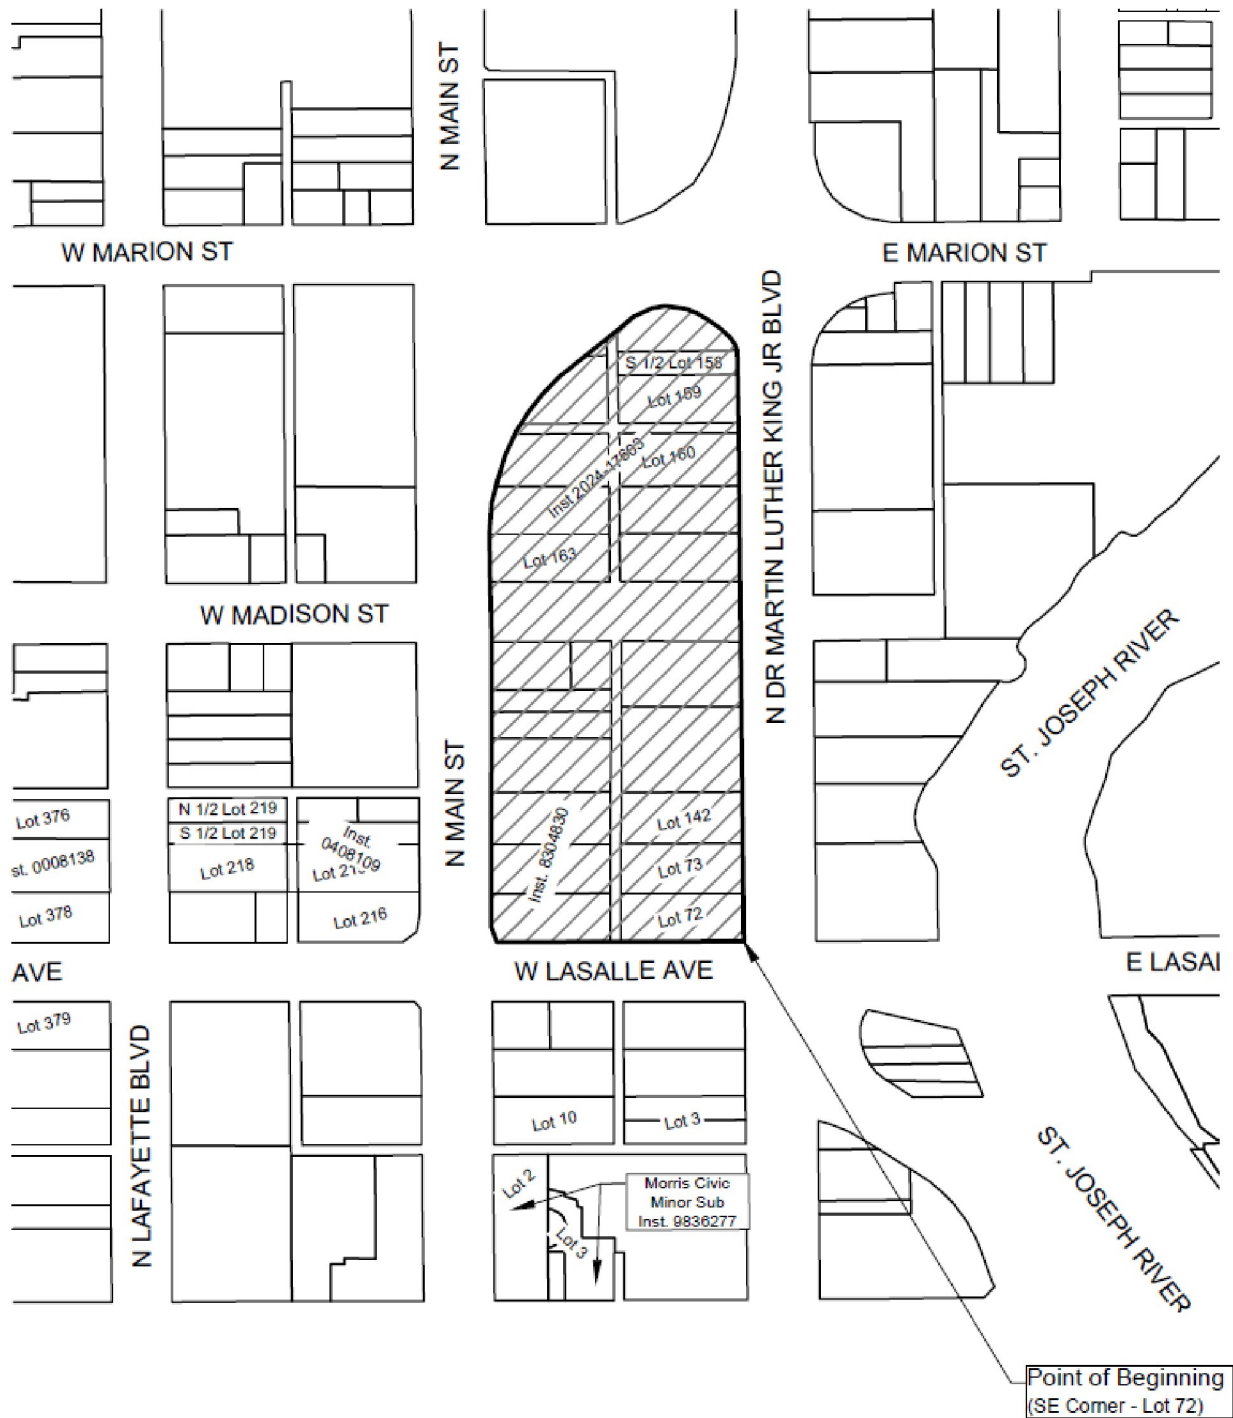 N MAIN ST
W MARION ST
E MARION ST
N DR MARTIN LUTHER KING JR BLVD
S 1/2 Lot 158
Lot 159
Lot 160
Lot 163
W MADISON ST
ST. JOSEPH RIVER
N MAIN ST
Lot 376
N 1/2 Lot 219
S 1/2 Lot 219
Inst.
0408109
Inst. 8304830
Lot 142
st. 0008138
Lot 218
Lot 73
Lot 378
Lot 216
Lot 72
AVE
W LASALLE AVE
E LASAL
Lot 379
N LAFAYETTE BLVD
Lot 10
Lot 3
Lot 2
Morris Civic
Minor Sub
Inst. 9836277
Lot 3
ST. JOSEPH RIVER
Point of Beginning
(SE Corner - Lot 72)